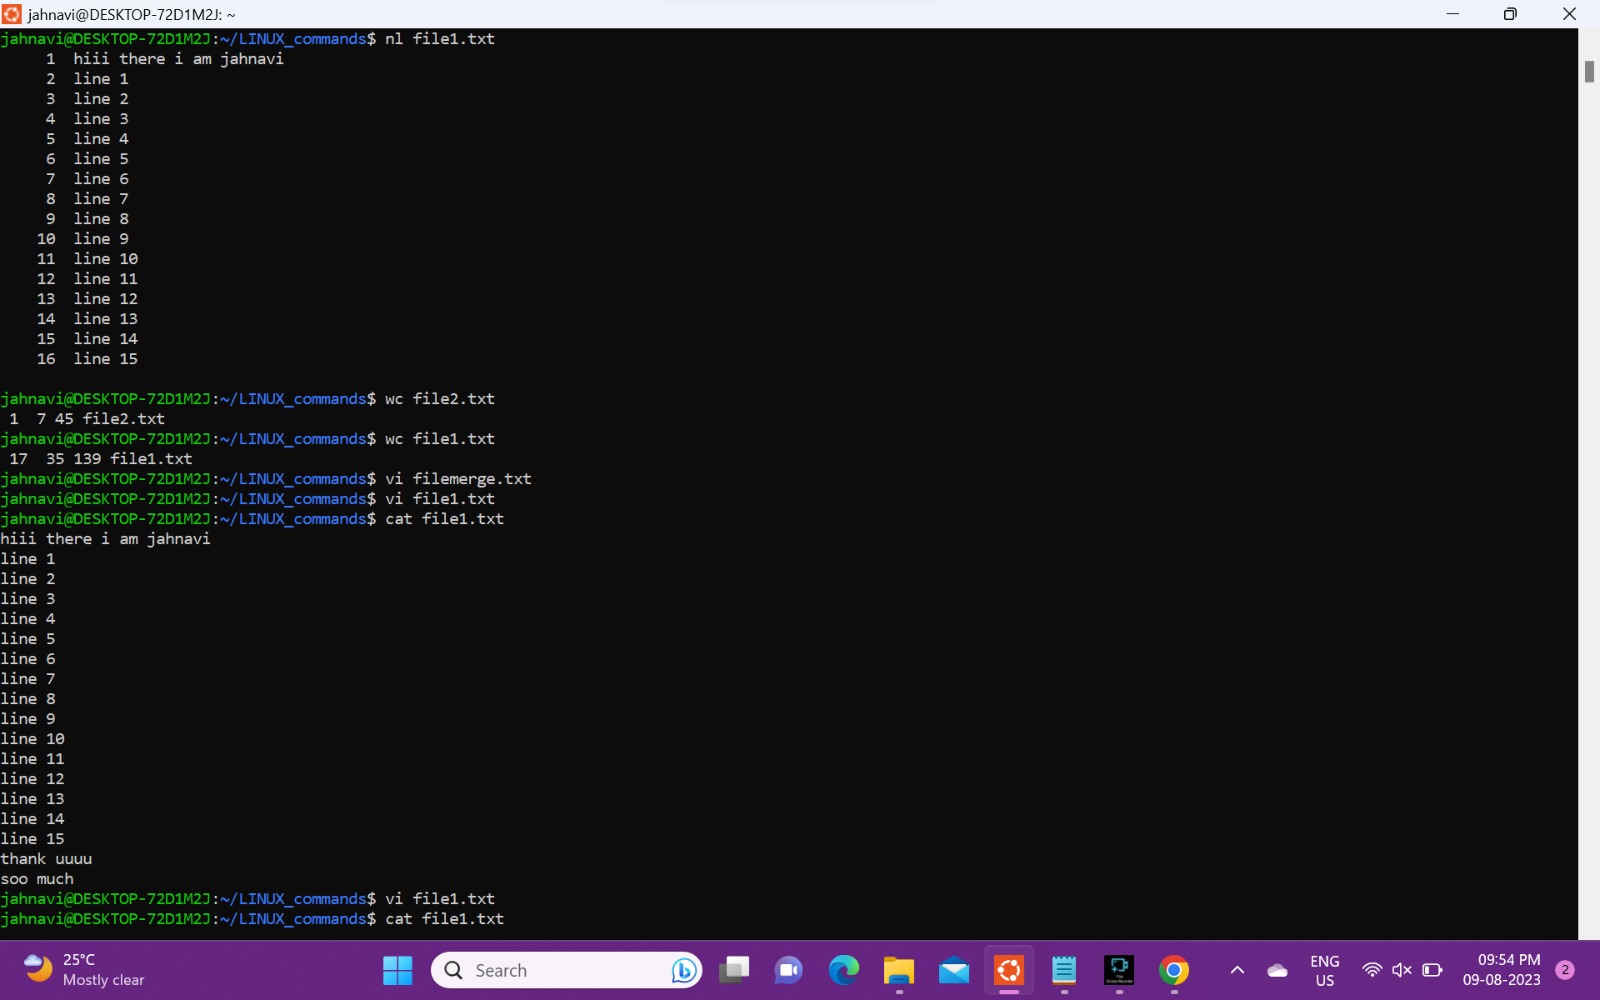 jahnavi@DESKTOP-72D1M2J: ~
jahnavi@DESKTOP-72D1M2J:~/LINUX_commands$ nl file1.txt
1 hiii there i am jahnavi
2 line 1
3 line 2
4 line 3
5 line 4
6 line 5
7 line 6
8 line 7
9 line 8
10 line 9
11 line 10
12 line 11
13 line 12
14 line 13
15 line 14
16 line 15
jahnavi@DESKTOP-72D1M2J:~/LINUX_commands$ wc file2.txt
1 7 45 file2.txt
jahnavi@DESKTOP-72D1M2J:~/LINUX_commands$ wc file1.txt
17 35 139 file1.txt
jahnavi@DESKTOP-72D1M2J:~/LINUX_commands$ vi filemerge.txt
jahnavi@DESKTOP-72D1M2J:~/LINUX_commands$ vi file1.txt
jahnavi@DESKTOP-72D1M2J:~/LINUX_commands$ cat file1.txt
hiii there i am jahnavi
line 1
line 2
line 3
line 4
line 5
line 6
line 7
line 8
line 9
line 10
line 11
line 12
line 13
line 14
line 15
thank uuuu
soo much
jahnavi@DESKTOP-72D1M2J:~/LINUX_commands$ vi file1.txt
jahnavi@DESKTOP-72D1M2J:~/LINUX_commands$ cat file1.txt
25°C
Mostly clear
Search
ENG
US
09:54 PM
09-08-2023
2